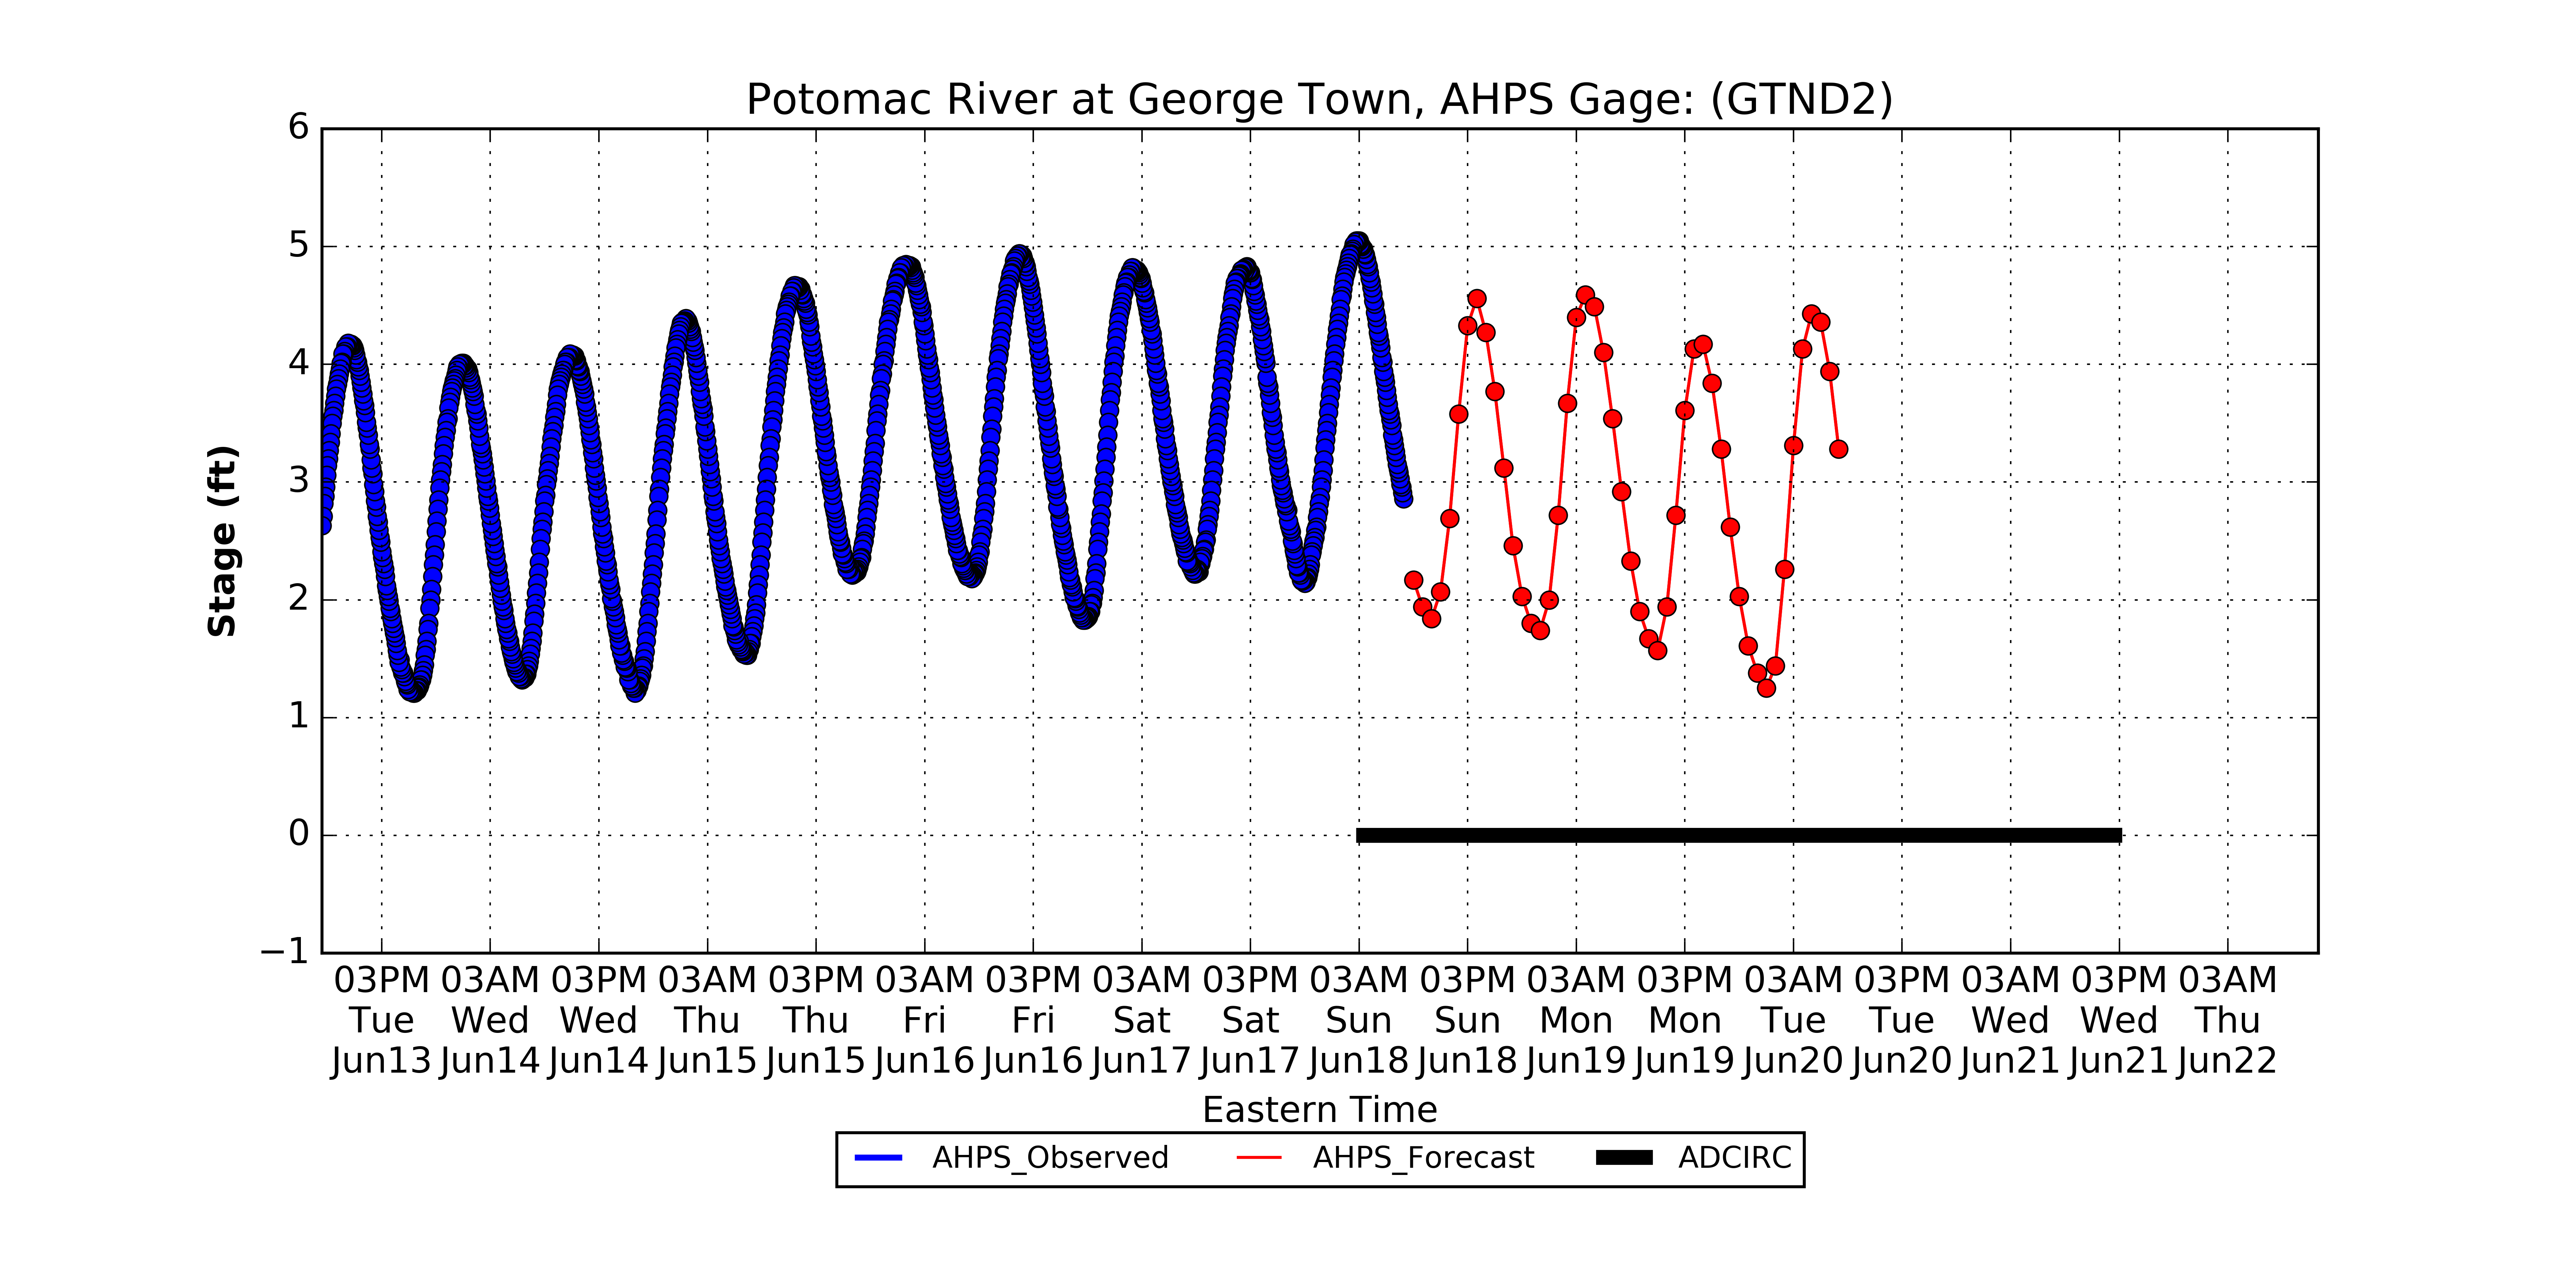 Potomac River at George Town, AHPS Gage: (GTND2)
6
5
4
3
2
1
0
−1
Stage (ft)
03PM 03AM 03PM 03AM 03PM 03AM 03PM 03AM 03PM 03AM 03PM 03AM 03PM 03AM 03PM 03AM 03PM 03AM
Tue Wed Wed Thu Thu Fri Fri Sat Sat Sun Sun Mon Mon Tue Tue Wed Wed Thu
Jun13 Jun14 Jun14 Jun15 Jun15 Jun16 Jun16 Jun17 Jun17 Jun18 Jun18 Jun19 Jun19 Jun20 Jun20 Jun21 Jun21 Jun22
Eastern Time
AHPS_Observed AHPS_Forecast ADCIRC